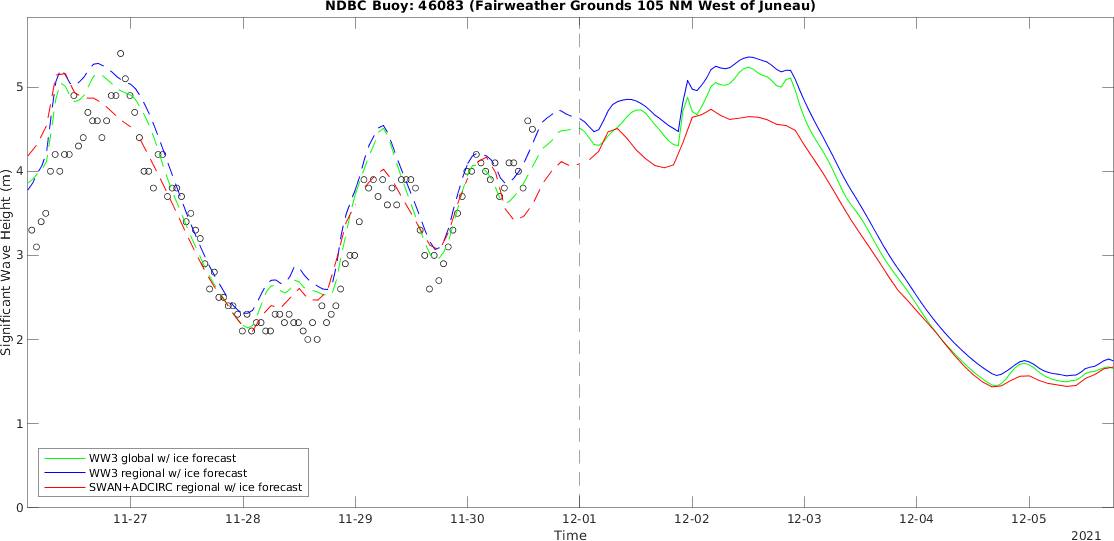 NDBC Buoy: 46083 (Fairweather Grounds 105 NM West of Juneau)
Significant Wave Height (m)
5
4
3
2
1
0
WW3 global w/ ice forecast
WW3 regional w/ ice forecast
SWAN+ADCIRC regional w/ ice forecast
11-27 11-28 11-29 11-30 12-01 12-02 12-03 12-04 12-05
Time
2021